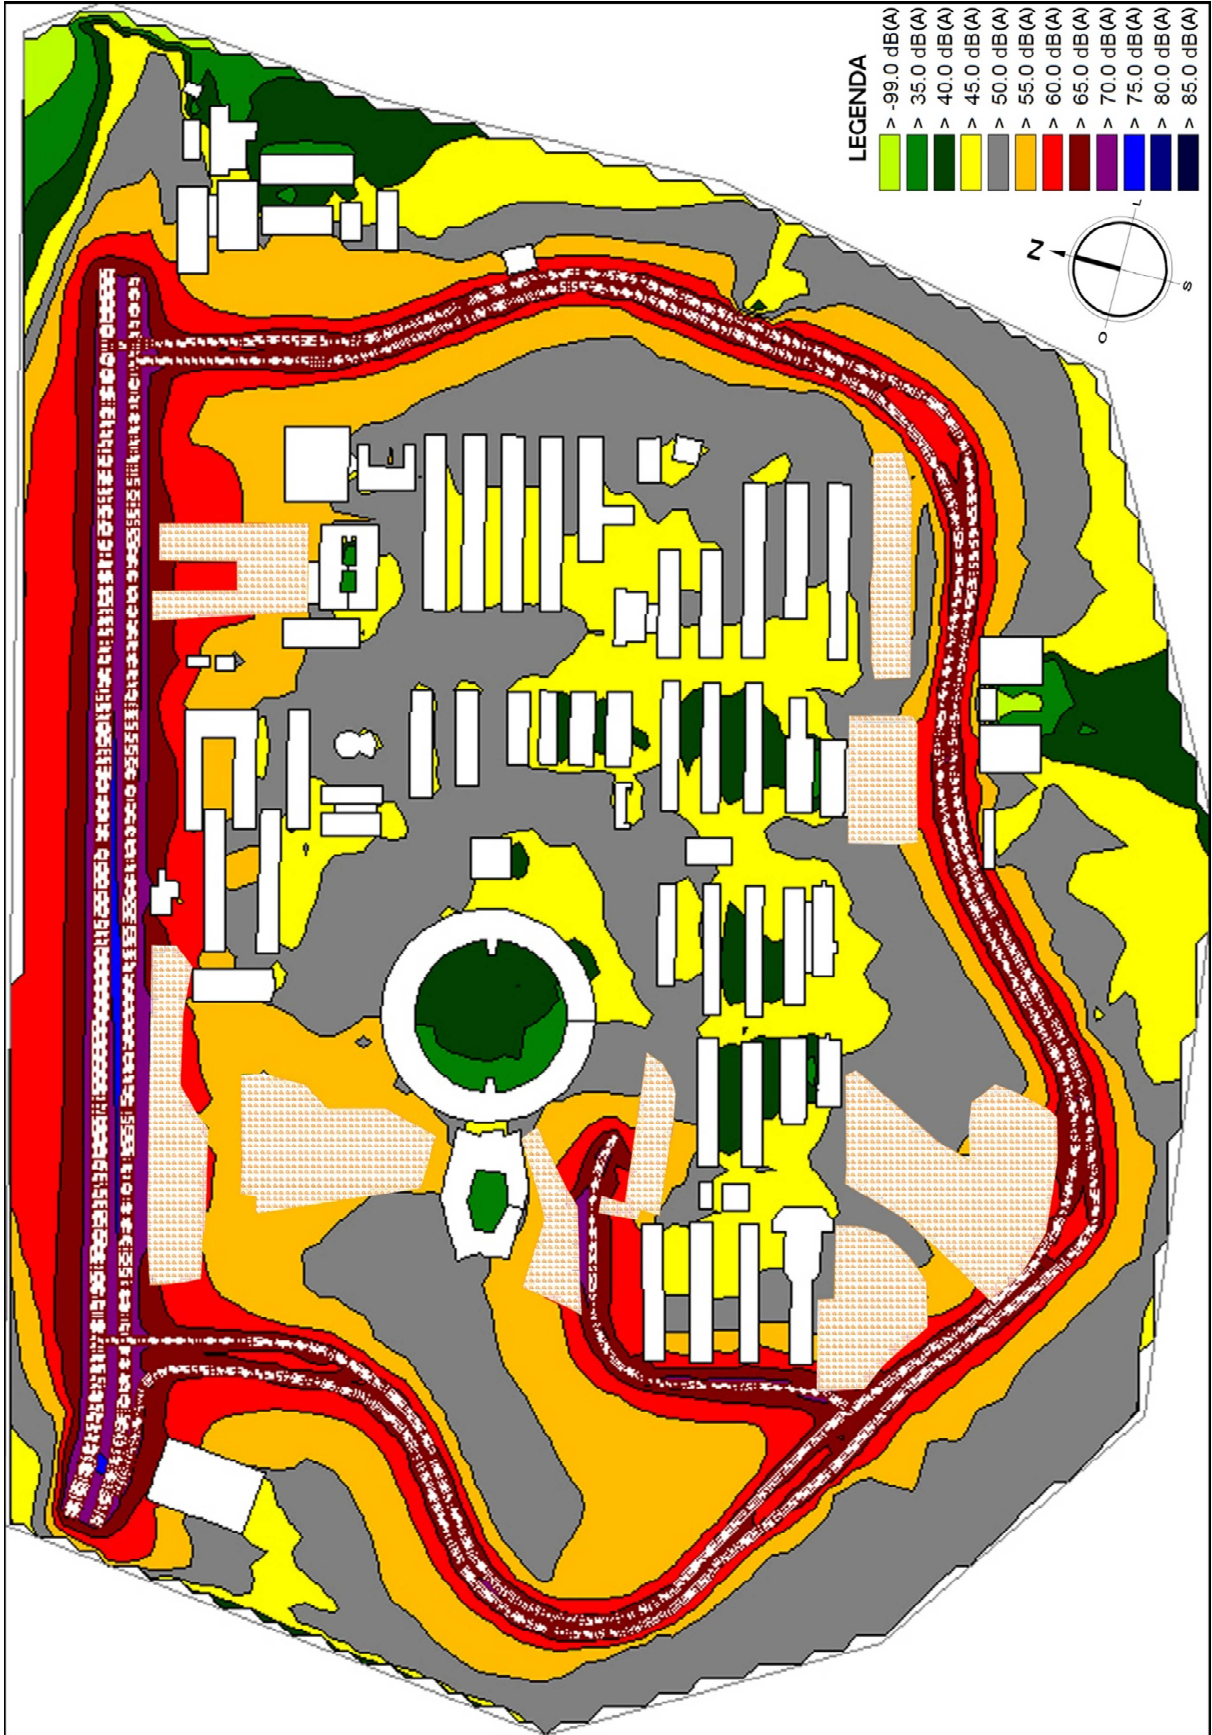 LEGENDA
> -99.0 dB(A)
> 35.0 dB(A)
> 40.0 dB(A)
> 45.0 dB(A)
> 50.0 dB(A)
> 55.0 dB(A)
> 60.0 dB(A)
> 65.0 dB(A)
> 70.0 dB(A)
> 75.0 dB(A)
> 80.0 dB(A)
> 85.0 dB(A)
N
L
S
O